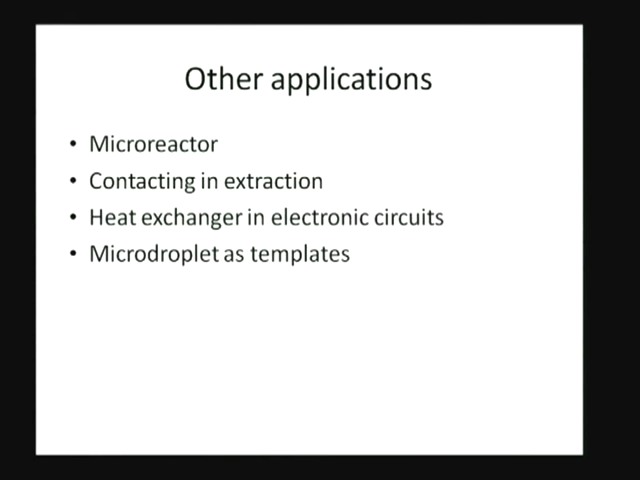 Other applications
• Microreactor
• Contacting in extraction
• Heat exchanger in electronic circuits
• Microdroplet as templates